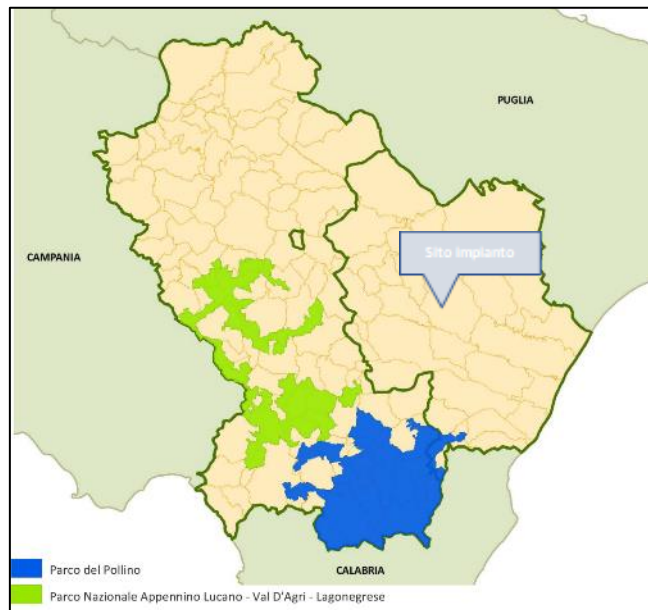 PUGLIA
Sito Impianto
CAMPANIA
CALABRIA
Parco del Pollino
Parco Nazionale Appennino Lucano - Val D'Agri - Lagonegrese